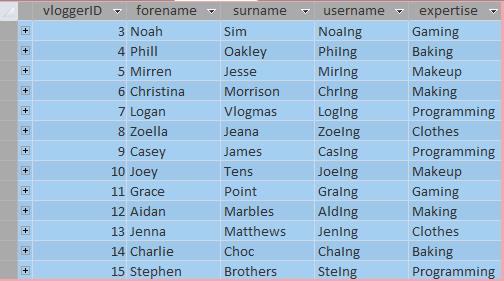 vloggerID forename surname username expertise
3 Noah Sim NoaIng Gaming
4 Phill Oakley PhiIng Baking
5 Mirren Jesse MirIng Makeup
6 Christina Morrison ChrIng Making
7 Logan Vlogmas LogIng Programming
8 Zoella Jeana ZoeIng Clothes
9 Casey James CasIng Programming
10 Joey Tens JoeIng Makeup
11 Grace Point GraIng Gaming
12 Aidan Marbles AldIng Making
13 Jenna Matthews JenIng Clothes
14 Charlie Choc ChaIng Baking
15 Stephen Brothers SteIng Programming